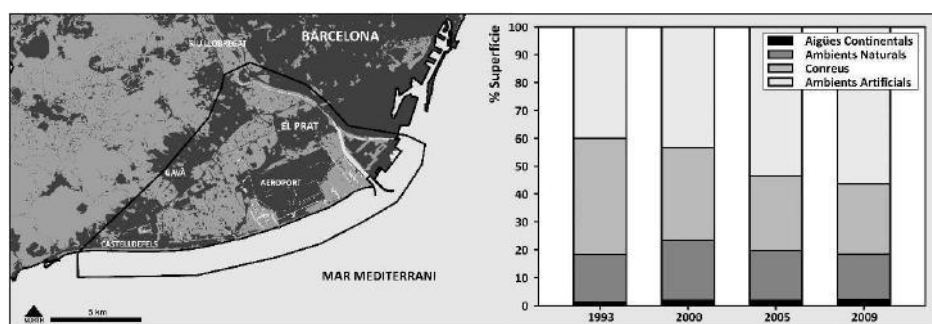 BARCELONA
EL PRAT
AEROPORT
GAVÀ
CASTELLDEFELS
MAR MEDITERRANI
5 km
% Superfície
100
90
80
70
60
50
40
30
20
10
0
Aigües Continentals
Ambients Naturals
Conreus
Ambients Artificials
1993
2000
2005
2009